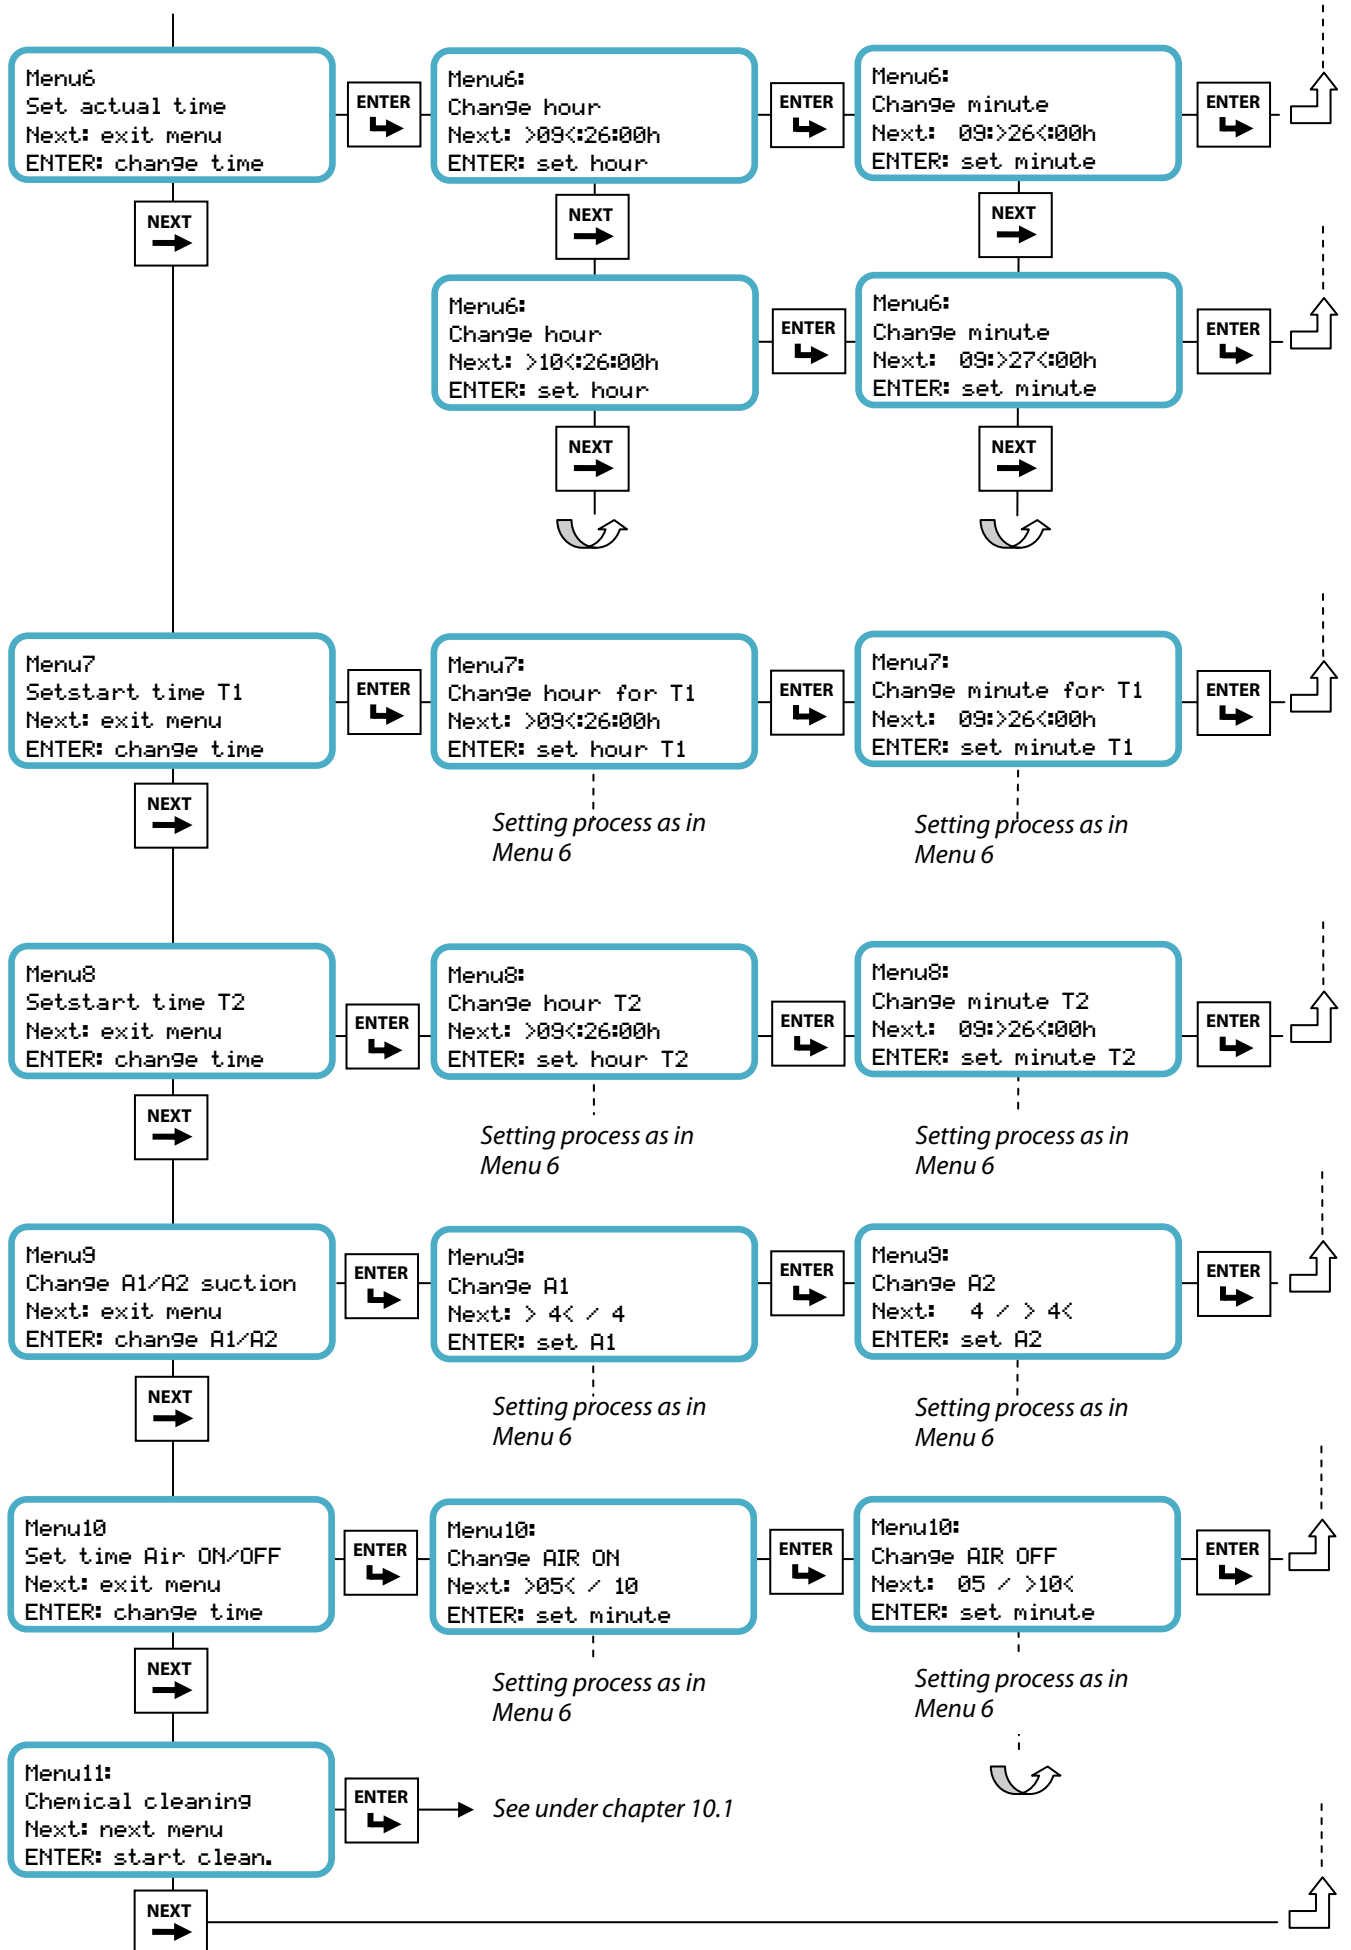 Menu6
Set actual time
Next: exit menu
ENTER: change time
ENTER
Menu6:
Change hour
Next: >09<:26:00h
ENTER: set hour
ENTER
Menu6:
Change minute
Next: 09:>26<:00h
ENTER: set minute
ENTER
NEXT
NEXT
NEXT
Menu6:
Change hour
Next: >10<:26:00h
ENTER: set hour
ENTER
Menu6:
Change minute
Next: 09:>27<:00h
ENTER: set minute
ENTER
NEXT
NEXT
Menu7
Setstart time T1
Next: exit menu
ENTER: change time
ENTER
Menu7:
Change hour for T1
Next: >09<:26:00h
ENTER: set hour T1
ENTER
Menu7:
Change minute for T1
Next: 09:>26<:00h
ENTER: set minute T1
ENTER
NEXT
Setting process as in
Menu 6
Setting process as in
Menu 6
Menu8
Setstart time T2
Next: exit menu
ENTER: change time
ENTER
Menu8:
Change hour T2
Next: >09<:26:00h
ENTER: set hour T2
ENTER
Menu8:
Change minute T2
Next: 09:>26<:00h
ENTER: set minute T2
ENTER
NEXT
Setting process as in
Menu 6
Setting process as in
Menu 6
Menu9
Change A1/A2 suction
Next: exit menu
ENTER: change A1/A2
ENTER
Menu9:
Change A1
Next: > 4< / 4
ENTER: set A1
ENTER
Menu9:
Change A2
Next: 4 / > 4<
ENTER: set A2
ENTER
NEXT
Setting process as in
Menu 6
Setting process as in
Menu 6
Menu10
Set time Air ON/OFF
Next: exit menu
ENTER: change time
ENTER
Menu10:
Change AIR ON
Next: >05< / 10
ENTER: set minute
ENTER
Menu10:
Change AIR OFF
Next: 05 / >10<
ENTER: set minute
ENTER
NEXT
Setting process as in
Menu 6
Setting process as in
Menu 6
Menu11:
Chemical cleaning
Next: next menu
ENTER: start clean.
ENTER
See under chapter 10.1
NEXT